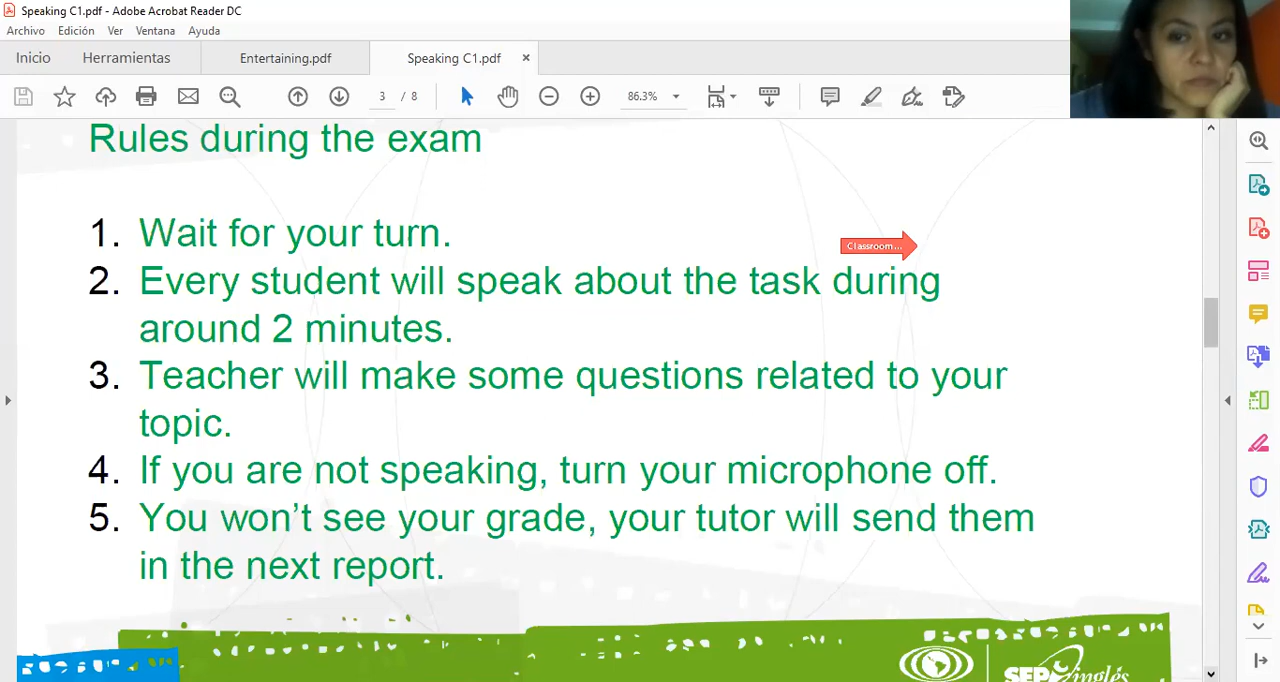 Speaking C1.pdf - Adobe Acrobat Reader DC
Archivo Edición Ver Ventana Ayuda
Inicio Herramientas Entertaining.pdf Speaking C1.pdf ×
3 / 8 86.3%
Rules during the exam
1. Wait for your turn.
Classroom...
2. Every student will speak about the task during
around 2 minutes.
3. Teacher will make some questions related to your
topic.
4. If you are not speaking, turn your microphone off.
5. You won’t see your grade, your tutor will send them
in the next report.
SEP inglés